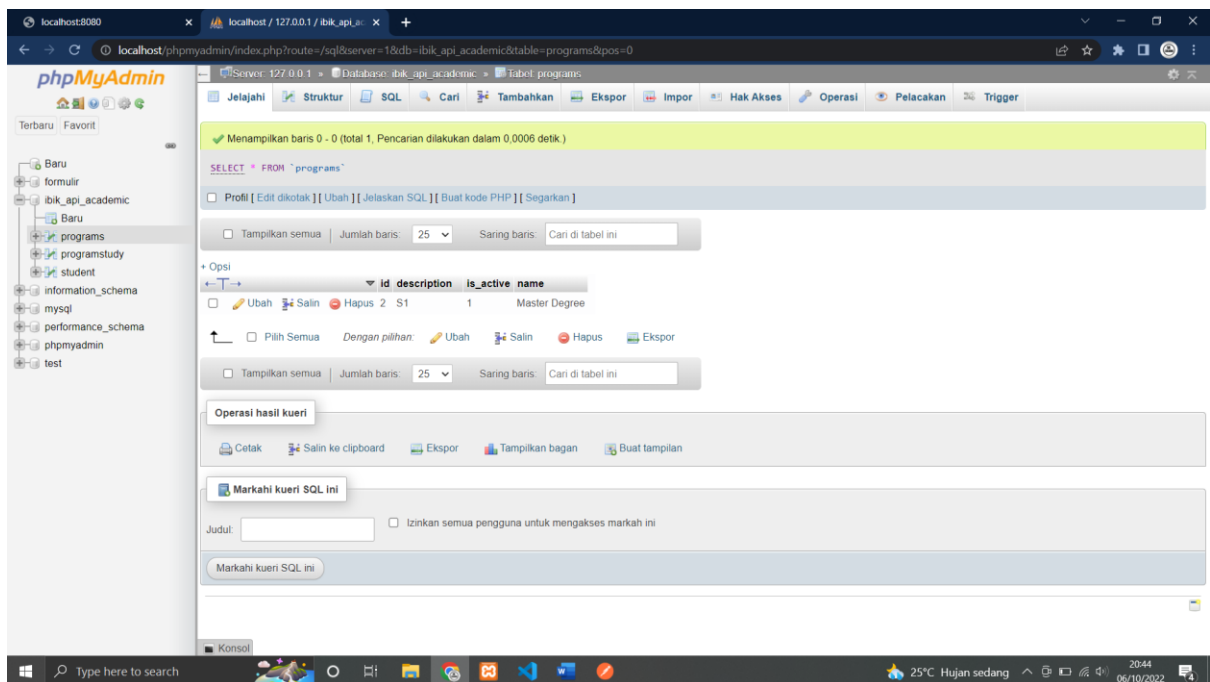 localhost:8080
localhost / 127.0.0.1 / ibik_api_ac
localhost/phpmyadmin/index.php?route=/sql&server=1&db=ibik_api_academic&table=programs&pos=0
phpMyAdmin
Terbaru Favorit
Baru
formulir
ibik_api_academic
Baru
programs
programstudy
student
information_schema
mysql
performance_schema
phpmyadmin
test
Server: 127.0.0.1 » Database: ibik_api_academic » Tabel: programs
Jelajahi Struktur SQL Cari Tambahkan Ekspor Impor Hak Akses Operasi Pelacakan Trigger
Menampilkan baris 0 - 0 (total 1, Pencarian dilakukan dalam 0,0006 detik.)
SELECT * FROM `programs`
Profil [ Edit dikotak ] [ Ubah ] [ Jelaskan SQL ] [ Buat kode PHP ] [ Segarkan ]
Tampilkan semua | Jumlah baris: 25 Saring baris: Cari di tabel ini
+ Opsi
←T→ id description is_active name
Ubah Salin Hapus 2 S1 1 Master Degree
Pilih Semua Dengan pilihan: Ubah Salin Hapus Ekspor
Tampilkan semua | Jumlah baris: 25 Saring baris: Cari di tabel ini
Operasi hasil kueri
Cetak Salin ke clipboard Ekspor Tampilkan bagan Buat tampilan
Markahi kueri SQL ini
Judul: Izinkan semua pengguna untuk mengakses markah ini
Markahi kueri SQL ini
Konsol
Type here to search
25°C Hujan sedang
20:44
06/10/2022
4